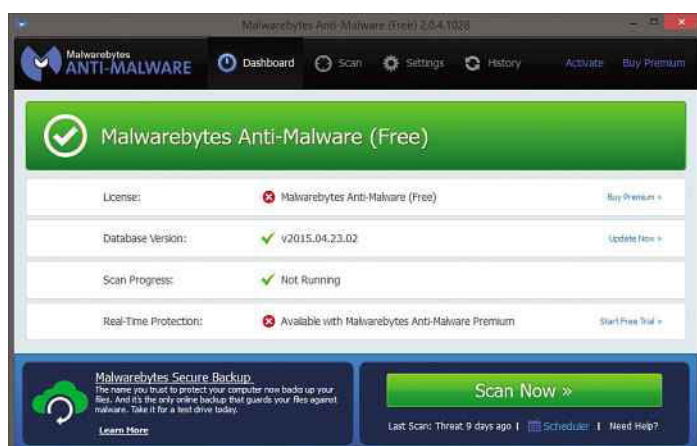 Malwarebytes Anti-Malware (Free) 2.0.4.1028
Malwarebytes
ANTI-MALWARE
Dashboard Scan Settings History Activate Buy Premium
Malwarebytes Anti-Malware (Free)
License: Malwarebytes Anti-Malware (Free) Buy Premium »
Database Version: v2015.04.23.02 Update Now »
Scan Progress: Not Running
Real-Time Protection: Available with Malwarebytes Anti-Malware Premium Start Free Trial »
Malwarebytes Secure Backup
The name you trust to protect your computer now backs up your
files. And it's the only online backup that guards your files against
malware. Take it for a test drive today.
Learn More
Scan Now »
Last Scan: Threat 9 days ago | Scheduler | Need Help?